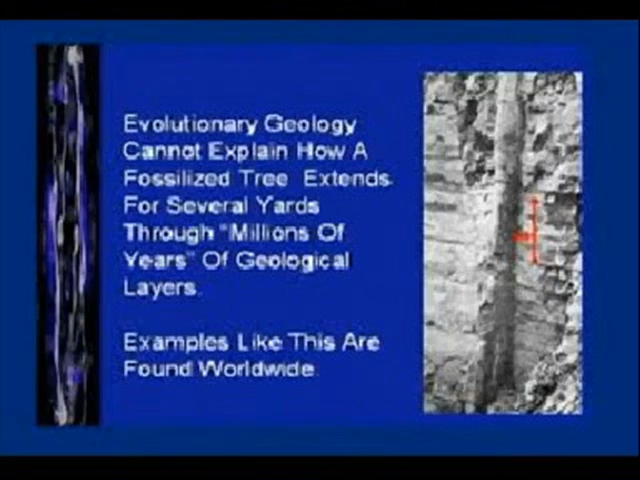 Evolutionary Geology
Cannot Explain How A
Fossilized Tree Extends
For Several Yards
Through "Millions Of
Years" Of Geological
Layers.
Examples Like This Are
Found Worldwide.